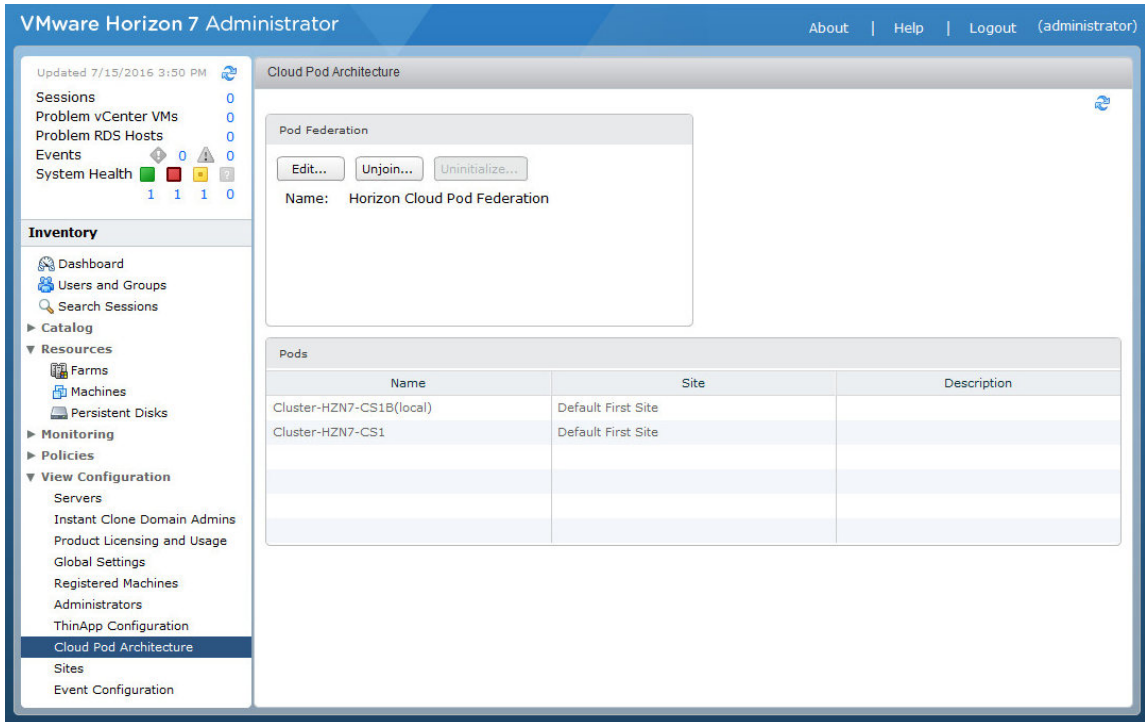 VMware Horizon 7 Administrator
About | Help | Logout (administrator)
Updated 7/15/2016 3:50 PM
Sessions 0
Problem vCenter VMs 0
Problem RDS Hosts 0
Events 0 0
System Health ?
1 1 1 0
Inventory
Dashboard
Users and Groups
Search Sessions
Catalog
Resources
Farms
Machines
Persistent Disks
Monitoring
Policies
View Configuration
Servers
Instant Clone Domain Admins
Product Licensing and Usage
Global Settings
Registered Machines
Administrators
ThinApp Configuration
Cloud Pod Architecture
Sites
Event Configuration
Cloud Pod Architecture
Pod Federation
Edit... Unjoin... Uninitialize...
Name: Horizon Cloud Pod Federation
Pods
Name Site Description
Cluster-HZN7-CS1B(local) Default First Site
Cluster-HZN7-CS1 Default First Site